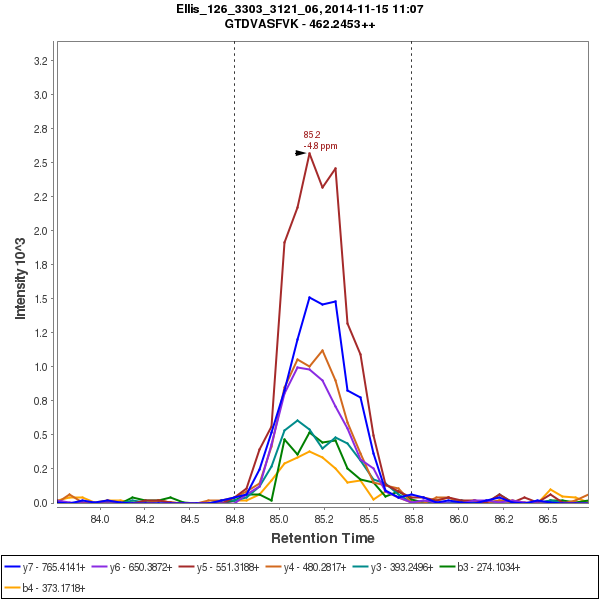 Ellis_126_3303_3121_06, 2014-11-15 11:07
GTDVASFVK - 462.2453++
3.2
3.0
2.8
2.5
2.2
2.0
1.8
1.5
1.2
1.0
0.8
0.5
0.2
0.0
Intensity 10^3
85.2
-4.8 ppm
84.0 84.2 84.5 84.8 85.0 85.2 85.5 85.8 86.0 86.2 86.5
Retention Time
y7 - 765.4141+ y6 - 650.3872+ y5 - 551.3188+ y4 - 480.2817+ y3 - 393.2496+ b3 - 274.1034+
b4 - 373.1718+